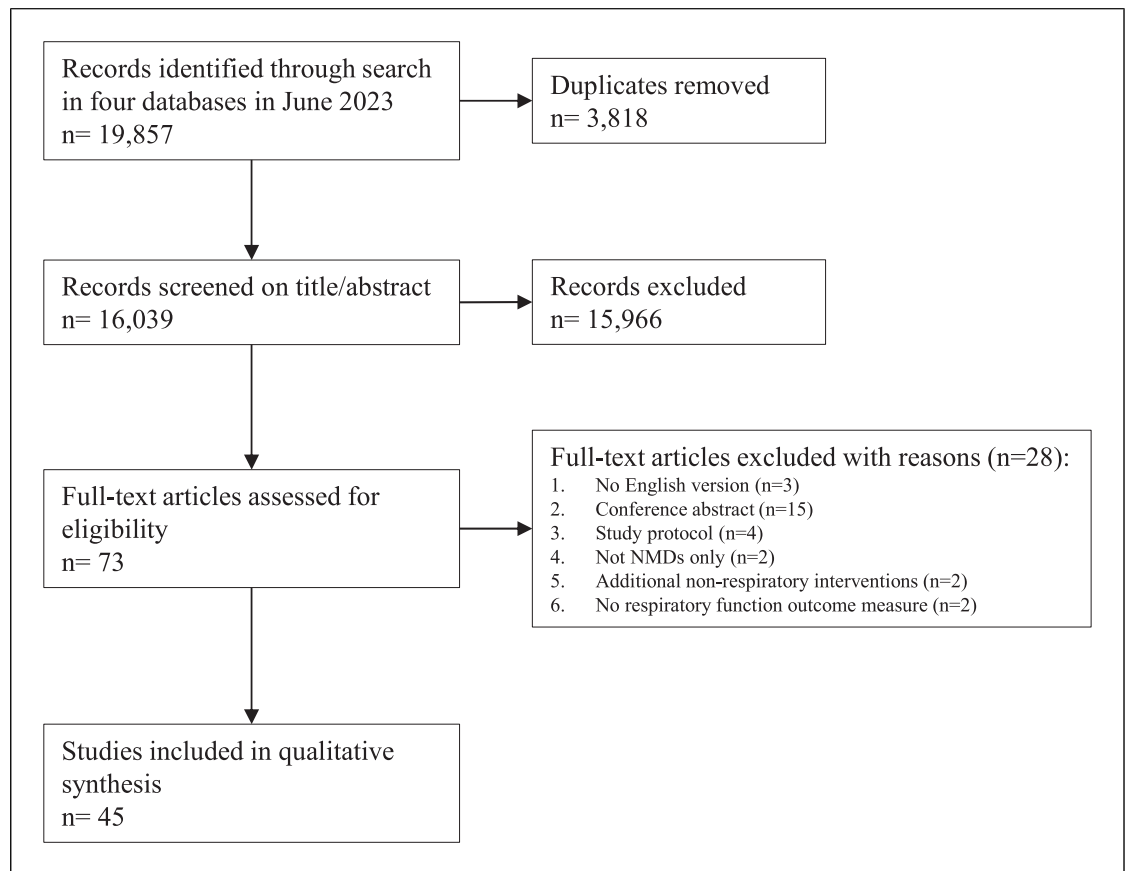 Records identified through search
in four databases in June 2023
n= 19,857
Duplicates removed
n= 3,818
Records screened on title/abstract
n= 16,039
Records excluded
n= 15,966
Full-text articles assessed for
eligibility
n= 73
Full-text articles excluded with reasons (n=28):
1. No English version (n=3)
2. Conference abstract (n=15)
3. Study protocol (n=4)
4. Not NMDs only (n=2)
5. Additional non-respiratory interventions (n=2)
6. No respiratory function outcome measure (n=2)
Studies included in qualitative
synthesis
n= 45